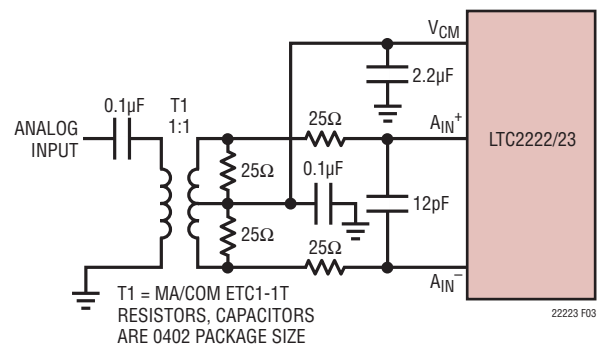 V_CM
2.2µF
0.1µF
T1
1:1
25Ω
A_IN^+
ANALOG
INPUT
LTC2222/23
25Ω
0.1µF
12pF
25Ω
25Ω
A_IN^−
T1 = MA/COM ETC1-1T
RESISTORS, CAPACITORS
ARE 0402 PACKAGE SIZE
22223 F03